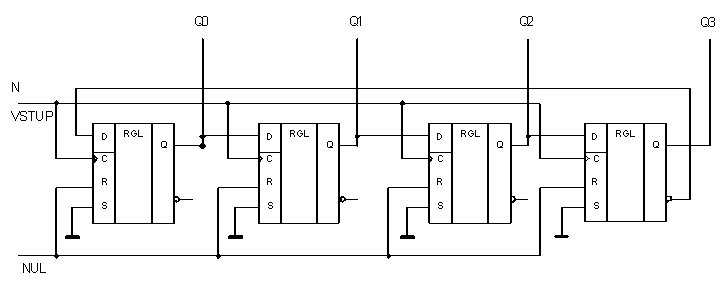 Q0 Q1 Q2 Q3
N
VSTUP
RGL RGL RGL RGL
D Q D Q D Q D Q
C C C C
R R R R
S S S S
NUL